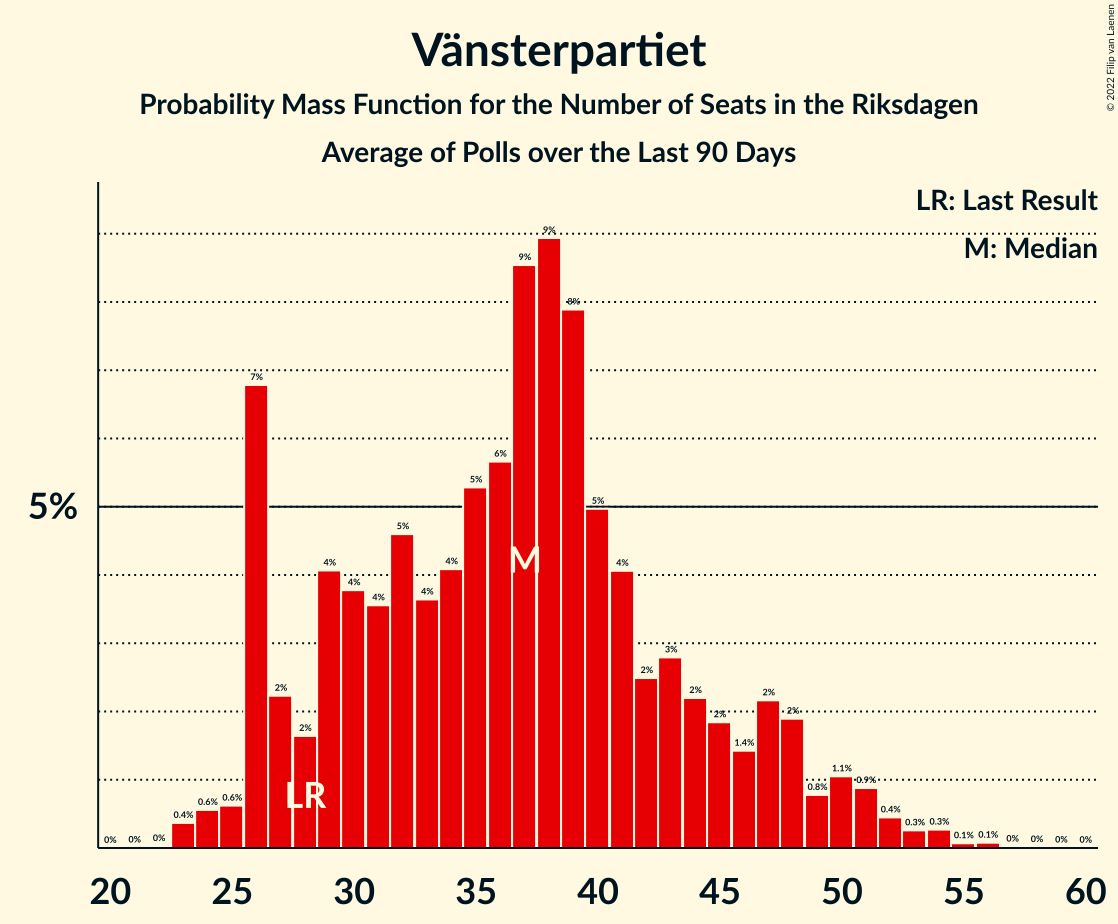 Vänsterpartiet
Probability Mass Function for the Number of Seats in the Riksdagen
Average of Polls over the Last 90 Days
© 2022 Filip van Laenen
LR: Last Result
M: Median
5%
0% 0% 0% 0.4% 0.6% 0.6% 7% 2% 2% 4% 4% 4% 5% 4% 4% 5% 6% 9% 9% 8% 5% 4% 2% 3% 2% 2% 1.4% 2% 2% 0.8% 1.1% 0.9% 0.4% 0.3% 0.3% 0.1% 0.1% 0% 0% 0% 0%
M
LR
20 25 30 35 40 45 50 55 60